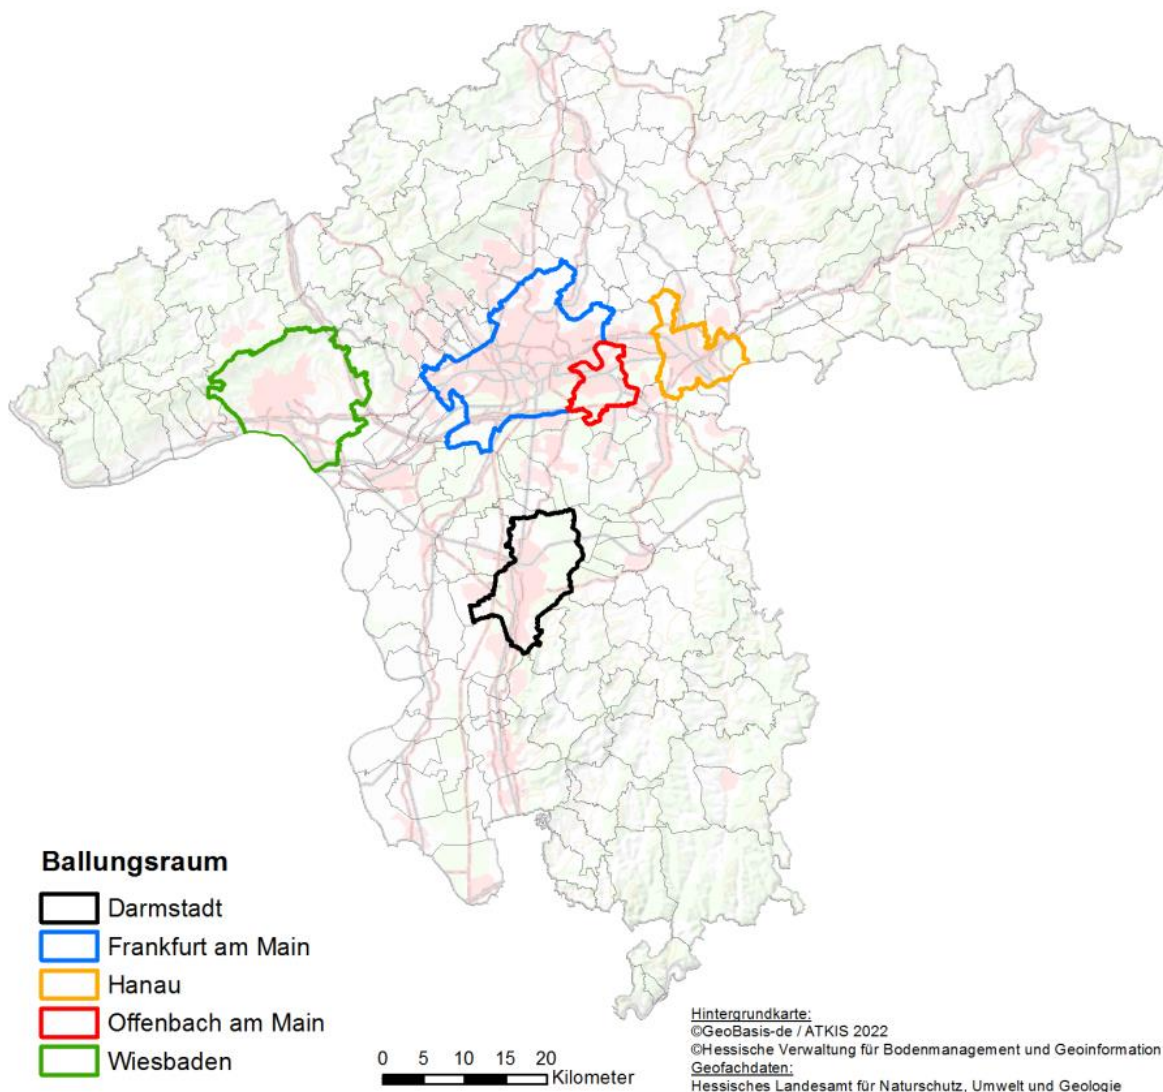 Ballungsraum
Darmstadt
Frankfurt am Main
Hanau
Offenbach am Main
Wiesbaden
0 5 10 15 20
Kilometer
Hintergrundkarte:
©GeoBasis-de / ATKIS 2022
©Hessische Verwaltung für Bodenmanagement und Geoinformation
Geofachdaten:
Hessisches Landesamt für Naturschutz, Umwelt und Geologie